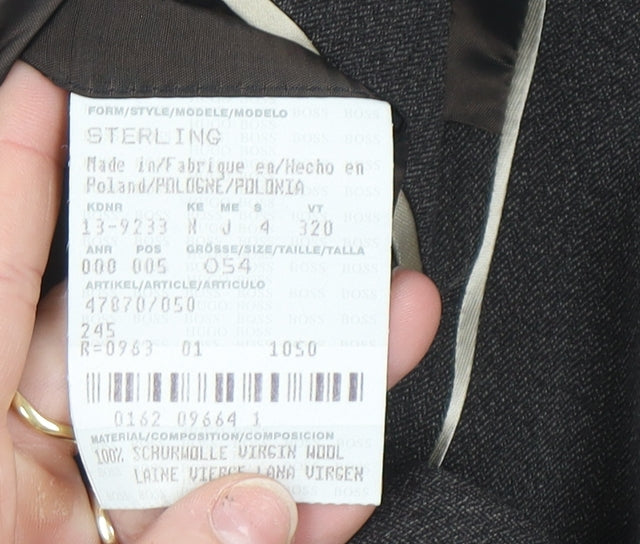 FORM/STYLE/MODELE/MODELO
STERLING
Made in/Fabrique en/Hecho en
Poland/POLOGNE/POLONIA
KDNR KE ME S VT
13-9233 N J 4 320
ANR POS GRÖSSE/SIZE/TAILLE/TALLA
000 005 054
ARTIKEL/ARTICLE/ARTICULO
47870/050
245
R=0963 01 1050
0162 09664 1
MATERIAL/COMPOSITION/COMPOSICION
100% SCHURWOLLE VIRGIN WOOL
LAINE VIERGE LANA VIRGEN